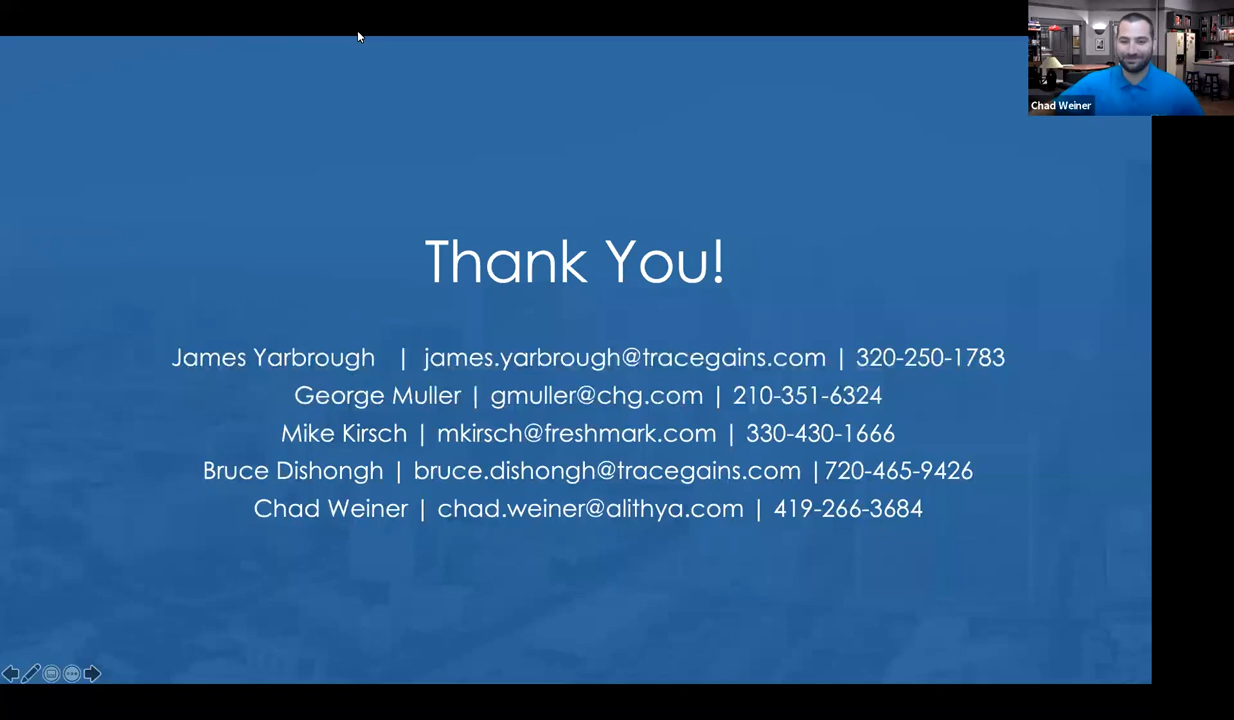 Chad Weiner
Thank You!
James Yarbrough | james.yarbrough@tracegains.com | 320-250-1783
George Muller | gmuller@chg.com | 210-351-6324
Mike Kirsch | mkirsch@freshmark.com | 330-430-1666
Bruce Dishongh | bruce.dishongh@tracegains.com |720-465-9426
Chad Weiner | chad.weiner@alithya.com | 419-266-3684